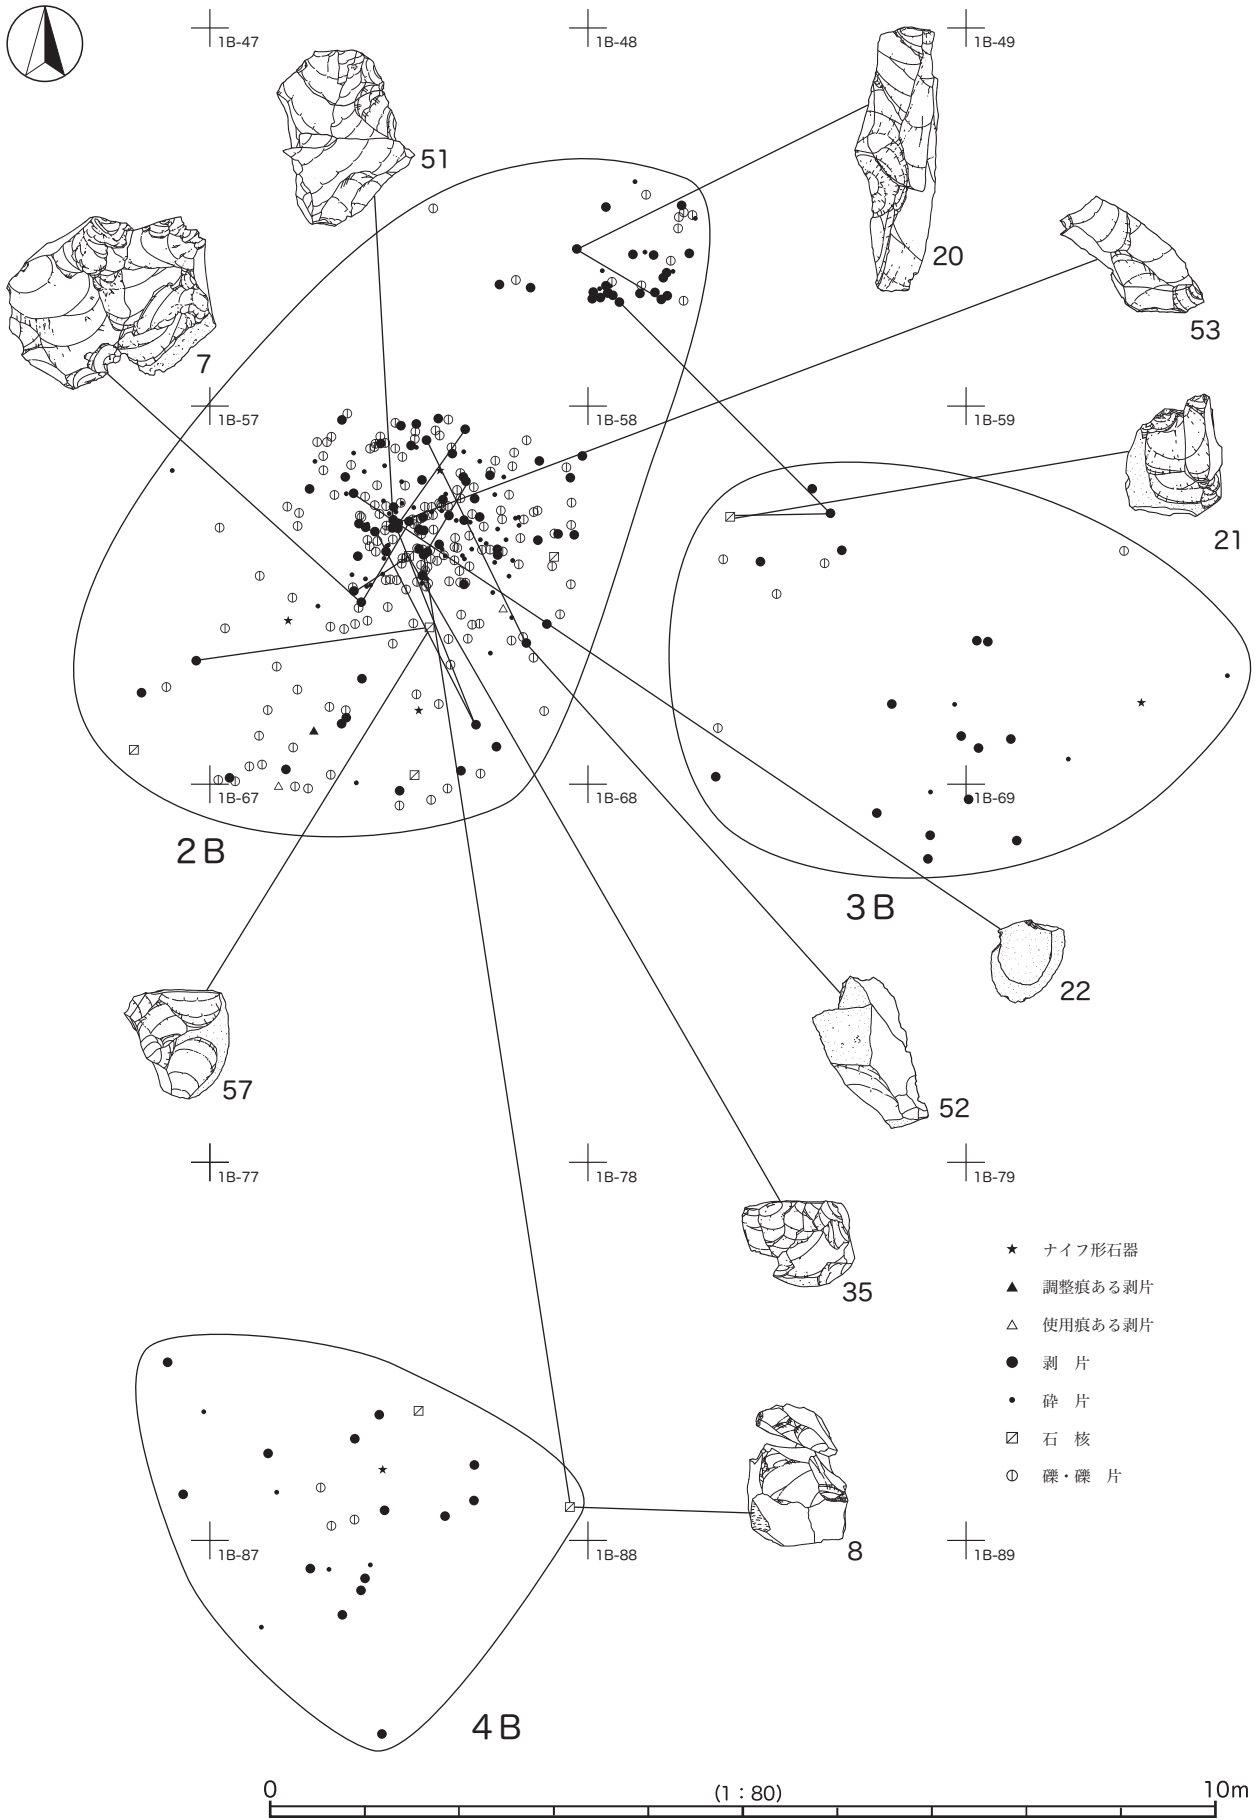 1B-47
1B-48
1B-49
51
20
53
7
1B-57
1B-58
1B-59
21
1B-67
1B-68
1B-69
2B
3B
22
57
52
1B-77
1B-78
1B-79
35
★ ナイフ形石器
▲ 調整痕ある剥片
△ 使用痕ある剥片
● 剥　片
• 砕　片
石　核
礫・礫　片
1B-87
1B-88
1B-89
8
4B
0 (1：80) 10m